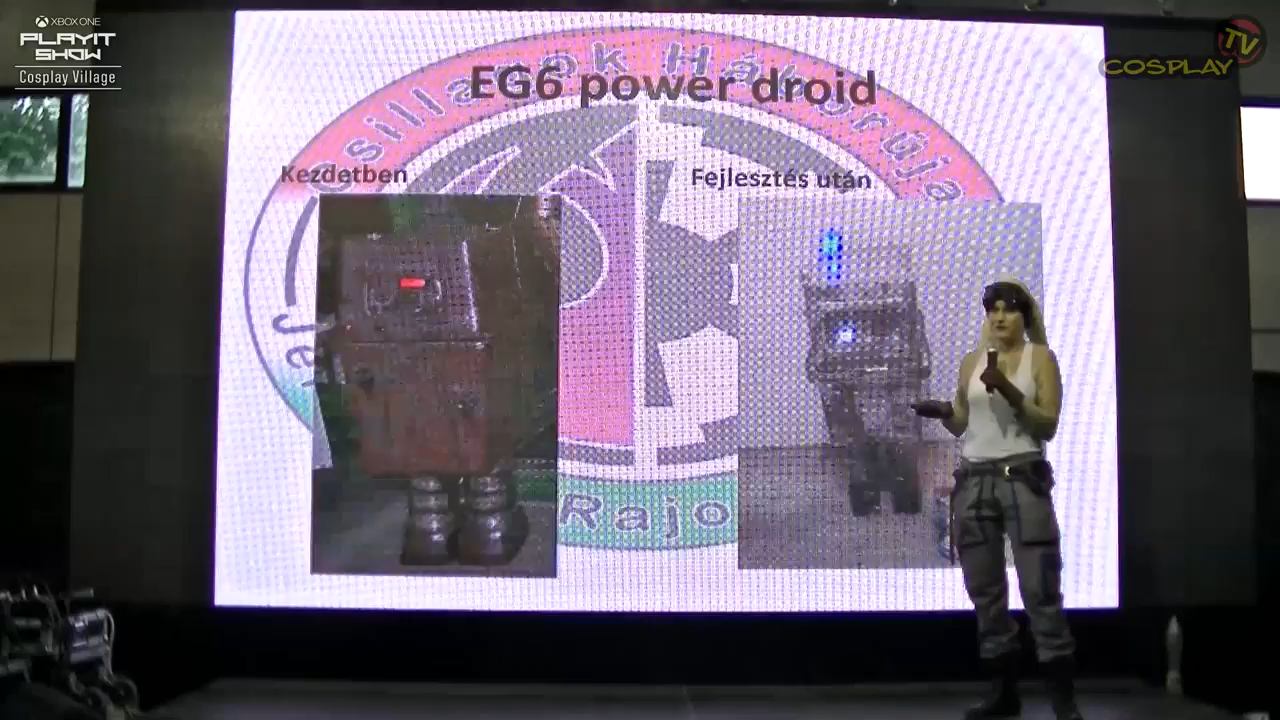 XBOX ONE
PLAYIT
SHOW
Cosplay Village
TV
COSPLAY
EG6 power droid
Kezdetben
Fejlesztés után
Rajo